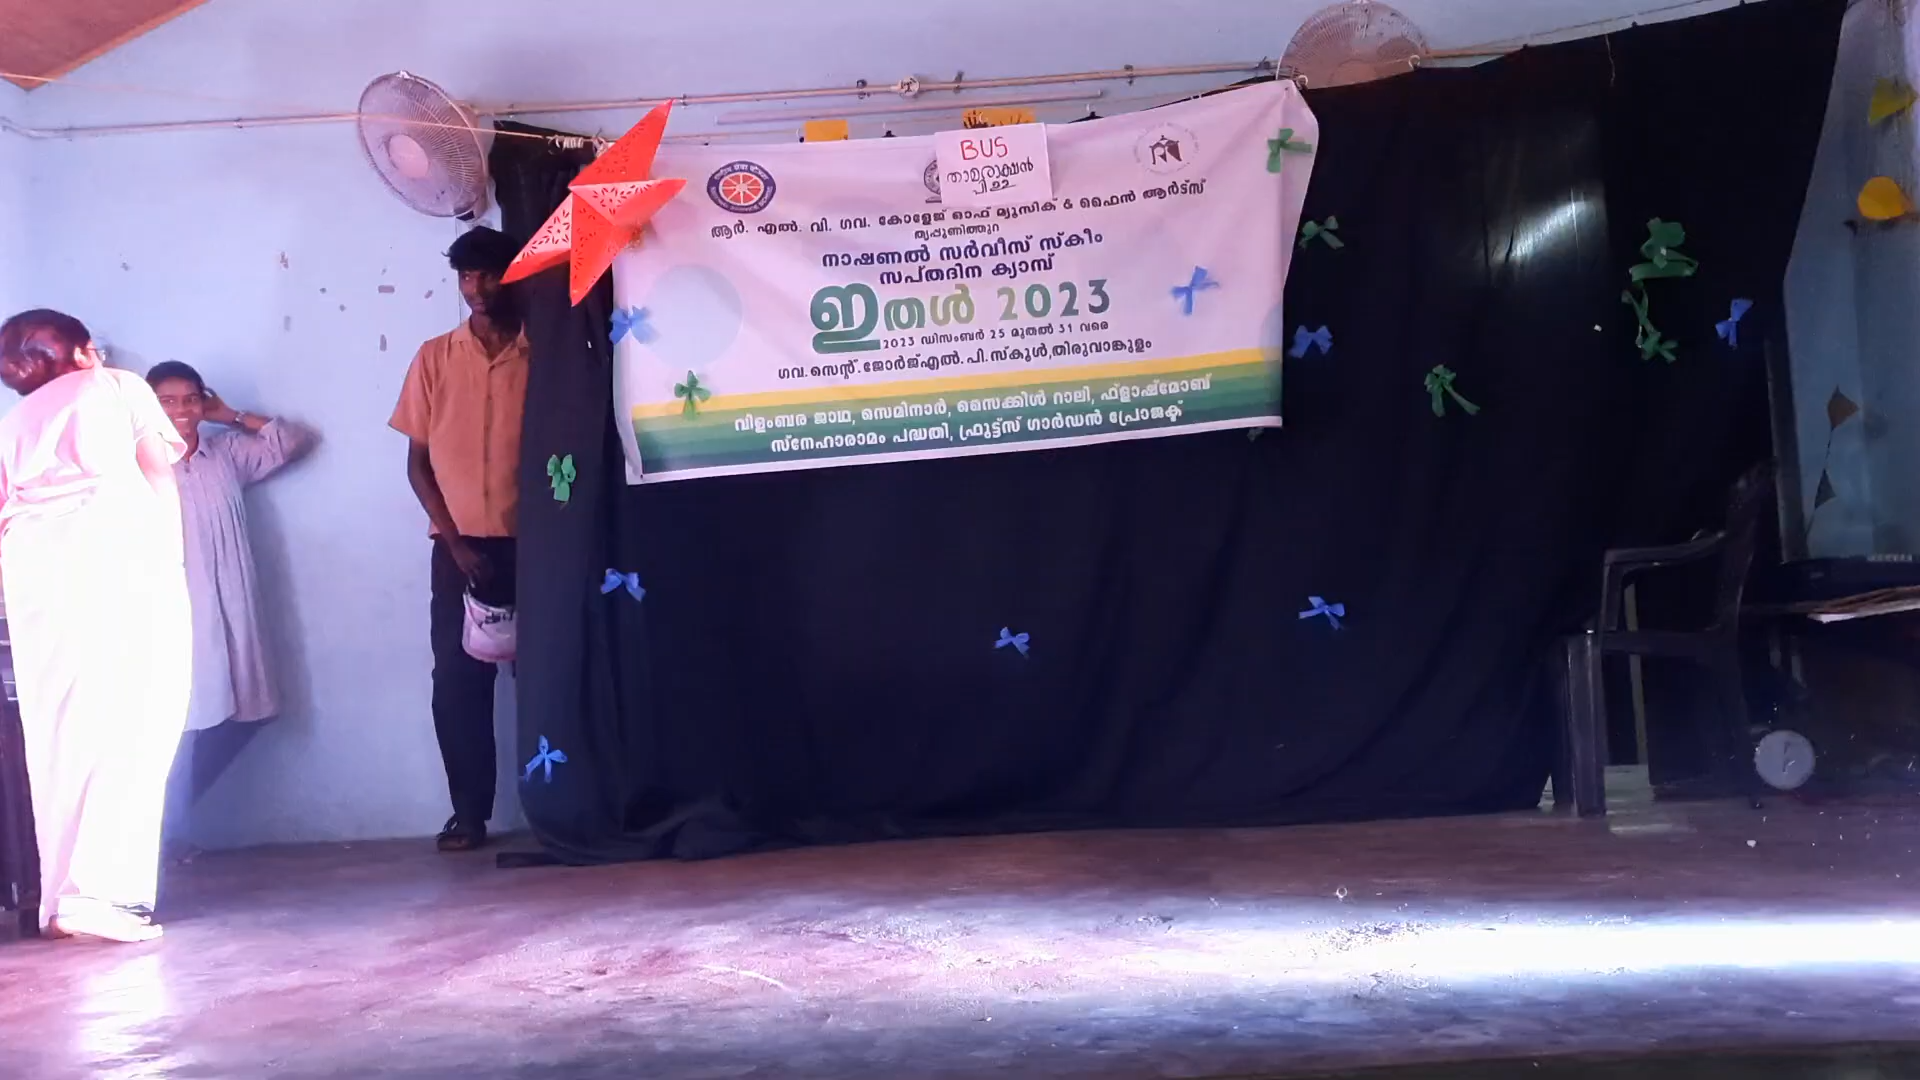 BUS
താമരാക്ഷൻ
പിള്ള
ആർ. എൽ. വി. ഗവ. കോളേജ് ഓഫ് മ്യൂസിക് & ഫൈൻ ആർട്സ്
തൃപ്പൂണിത്തുറ
നാഷണൽ സർവീസ് സ്കീം
സപ്തദിന ക്യാമ്പ്
ഇതൾ 2023
2023 ഡിസംബർ 25 മുതൽ 31 വരെ
ഗവ.സെന്റ്.ജോർജ്എൽ.പി.സ്കൂൾ,തിരുവാങ്കുളം
വിളംബര ജാഥ, സെമിനാർ, സൈക്കിൾ റാലി, ഫ്ളാഷ്മോബ്
സ്നേഹാരാമം പദ്ധതി, ഫ്രൂട്ട്സ് ഗാർഡൻ പ്രോജക്ട്